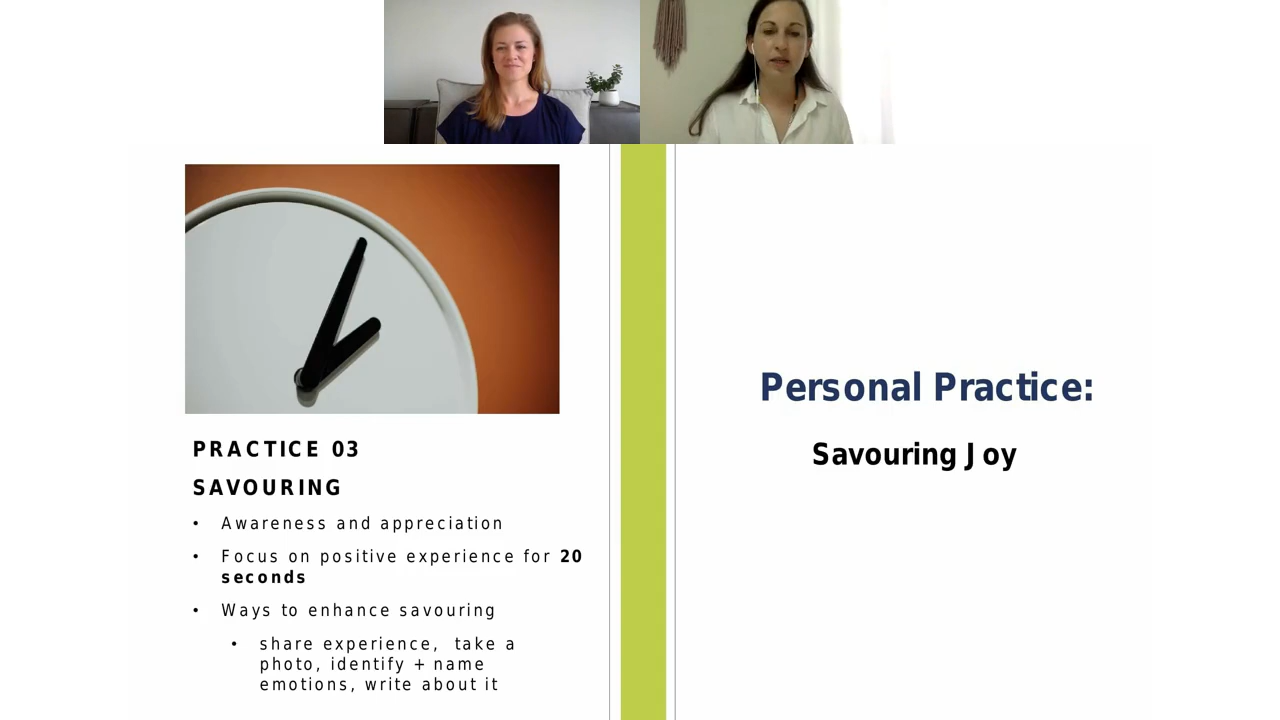 PRACTICE 03
SAVOURING
• Awareness and appreciation
• Focus on positive experience for 20
seconds
• Ways to enhance savouring
• share experience, take a
photo, identify + name
emotions, write about it
Personal Practice:
Savouring Joy